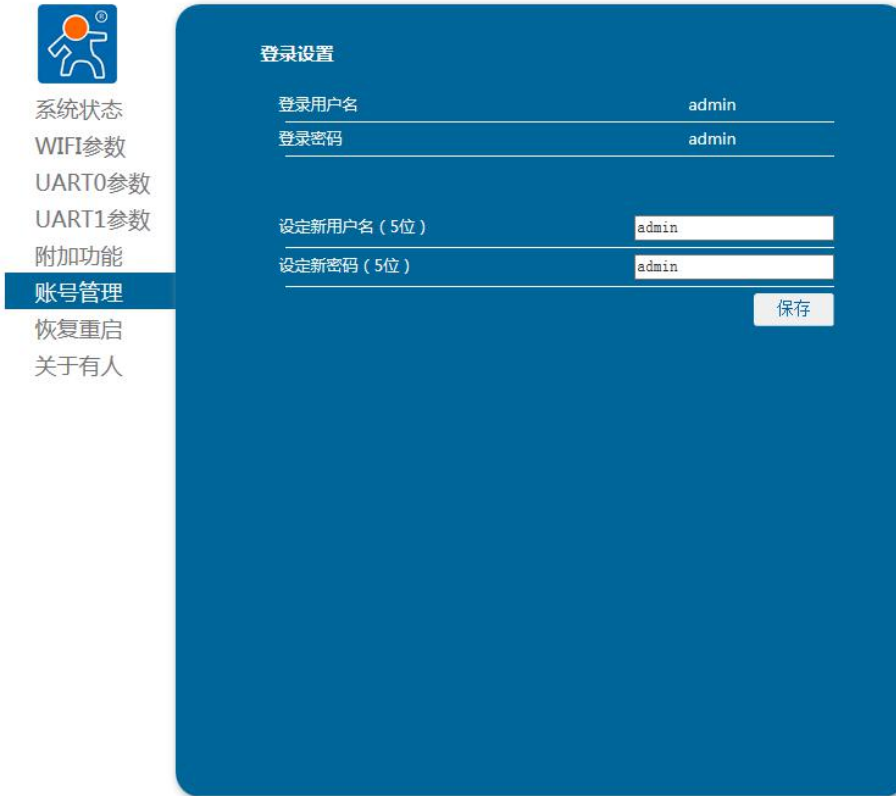 ®
系统状态
WIFI参数
UART0参数
UART1参数
附加功能
账号管理
恢复重启
关于有人
登录设置
登录用户名 admin
登录密码 admin
设定新用户名（5位） admin
设定新密码（5位） admin
保存